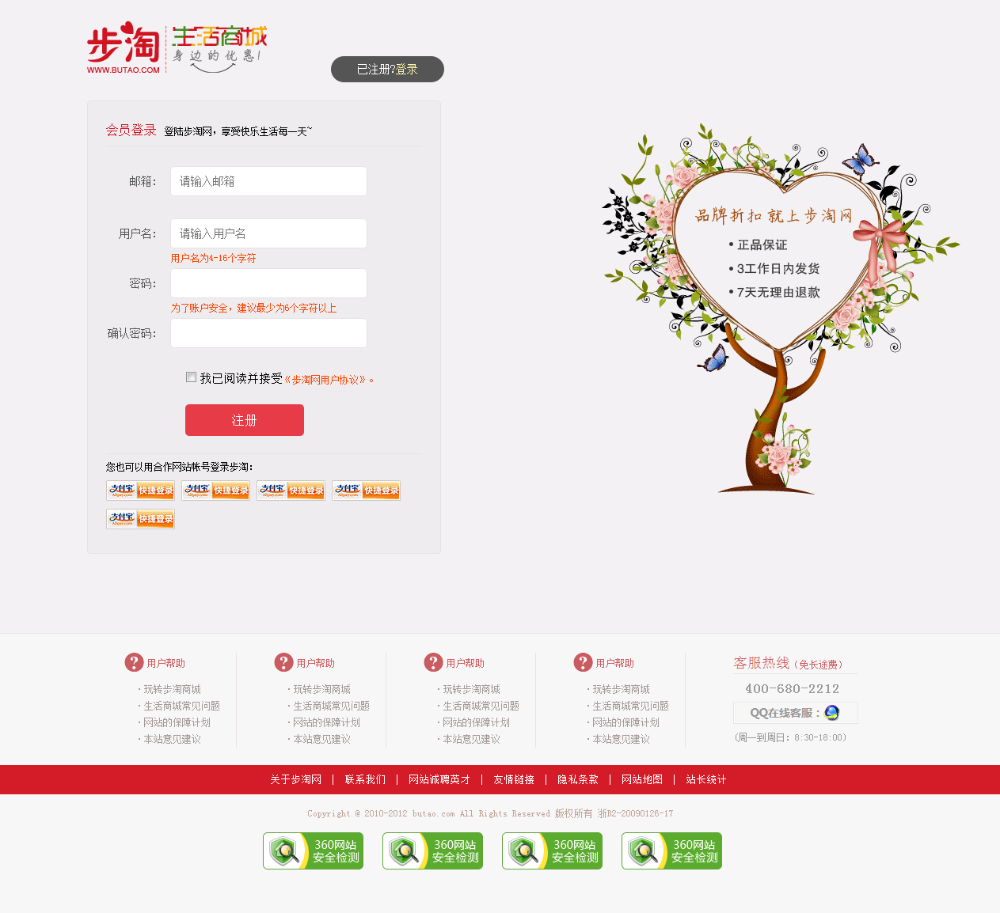 步淘 生活商城
身边的优惠!
WWW.BUTAO.COM
已注册?登录
会员登录 登陆步淘网，享受快乐生活每一天~
邮箱: 请输入邮箱
用户名: 请输入用户名
用户名为4-16个字符
密码:
为了账户安全，建议最少为6个字符以上
确认密码:
我已阅读并接受《步淘网用户协议》。
注册
您也可以用合作网站帐号登录步淘:
支付宝 Alipay.com 快捷登录 支付宝 Alipay.com 快捷登录 支付宝 Alipay.com 快捷登录 支付宝 Alipay.com 快捷登录
支付宝 Alipay.com 快捷登录
品牌折扣 就上步淘网
• 正品保证
• 3工作日内发货
• 7天无理由退款
? 用户帮助
· 玩转步淘商城
· 生活商城常见问题
· 网站的保障计划
· 本站意见建议
? 用户帮助
· 玩转步淘商城
· 生活商城常见问题
· 网站的保障计划
· 本站意见建议
? 用户帮助
· 玩转步淘商城
· 生活商城常见问题
· 网站的保障计划
· 本站意见建议
? 用户帮助
· 玩转步淘商城
· 生活商城常见问题
· 网站的保障计划
· 本站意见建议
客服热线（免长途费）
400-680-2212
QQ在线客服：
(周一到周日: 8:30-18:00)
关于步淘网 | 联系我们 | 网站诚聘英才 | 友情链接 | 隐私条款 | 网站地图 | 站长统计
Copyright @ 2010-2012 butao.com All Rights Reserved 版权所有 浙B2-20090126-17
360网站 360网站 360网站 360网站
安全检测 安全检测 安全检测 安全检测